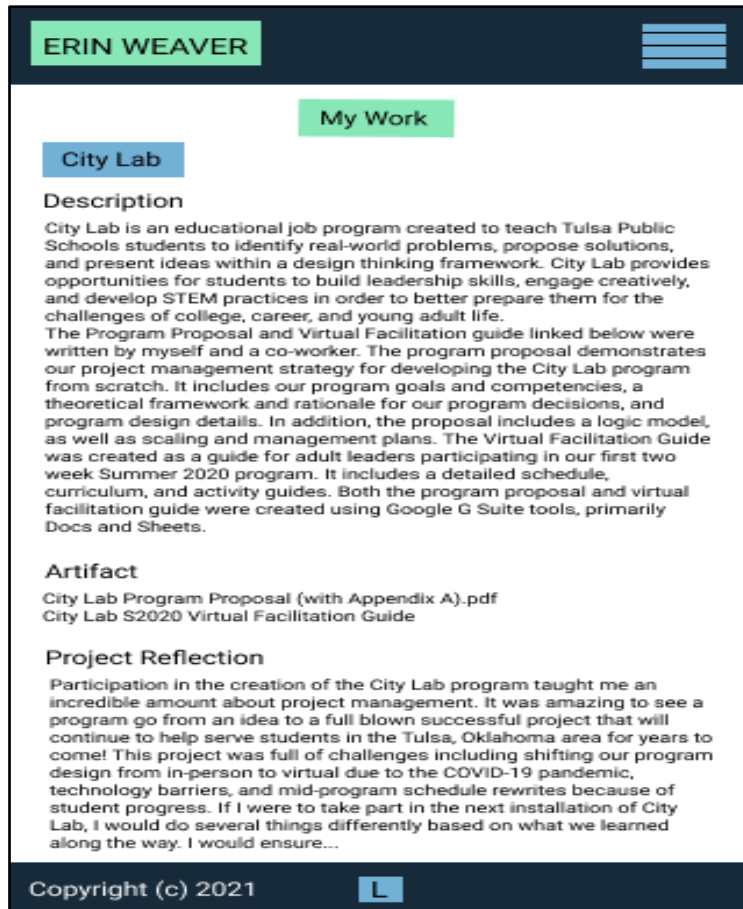 ERIN WEAVER
My Work
City Lab
Description
City Lab is an educational job program created to teach Tulsa Public
Schools students to identify real-world problems, propose solutions,
and present ideas within a design thinking framework. City Lab provides
opportunities for students to build leadership skills, engage creatively,
and develop STEM practices in order to better prepare them for the
challenges of college, career, and young adult life.
The Program Proposal and Virtual Facilitation guide linked below were
written by myself and a co-worker. The program proposal demonstrates
our project management strategy for developing the City Lab program
from scratch. It includes our program goals and competencies, a
theoretical framework and rationale for our program decisions, and
program design details. In addition, the proposal includes a logic model,
as well as scaling and management plans. The Virtual Facilitation Guide
was created as a guide for adult leaders participating in our first two
week Summer 2020 program. It includes a detailed schedule,
curriculum, and activity guides. Both the program proposal and virtual
facilitation guide were created using Google G Suite tools, primarily
Docs and Sheets.
Artifact
City Lab Program Proposal (with Appendix A).pdf
City Lab S2020 Virtual Facilitation Guide
Project Reflection
Participation in the creation of the City Lab program taught me an
incredible amount about project management. It was amazing to see a
program go from an idea to a full blown successful project that will
continue to help serve students in the Tulsa, Oklahoma area for years to
come! This project was full of challenges including shifting our program
design from in-person to virtual due to the COVID-19 pandemic,
technology barriers, and mid-program schedule rewrites because of
student progress. If I were to take part in the next installation of City
Lab, I would do several things differently based on what we learned
along the way. I would ensure...
Copyright (c) 2021
L